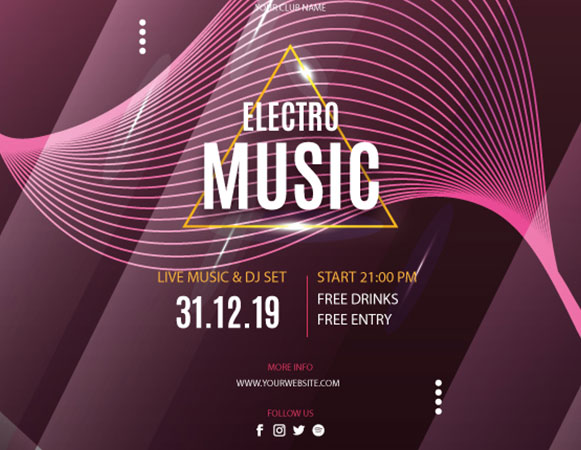 YOUR CLUB NAME
ELECTRO
MUSIC
LIVE MUSIC & DJ SET
31.12.19
START 21:00 PM
FREE DRINKS
FREE ENTRY
MORE INFO
WWW.YOURWEBSITE.COM
FOLLOW US